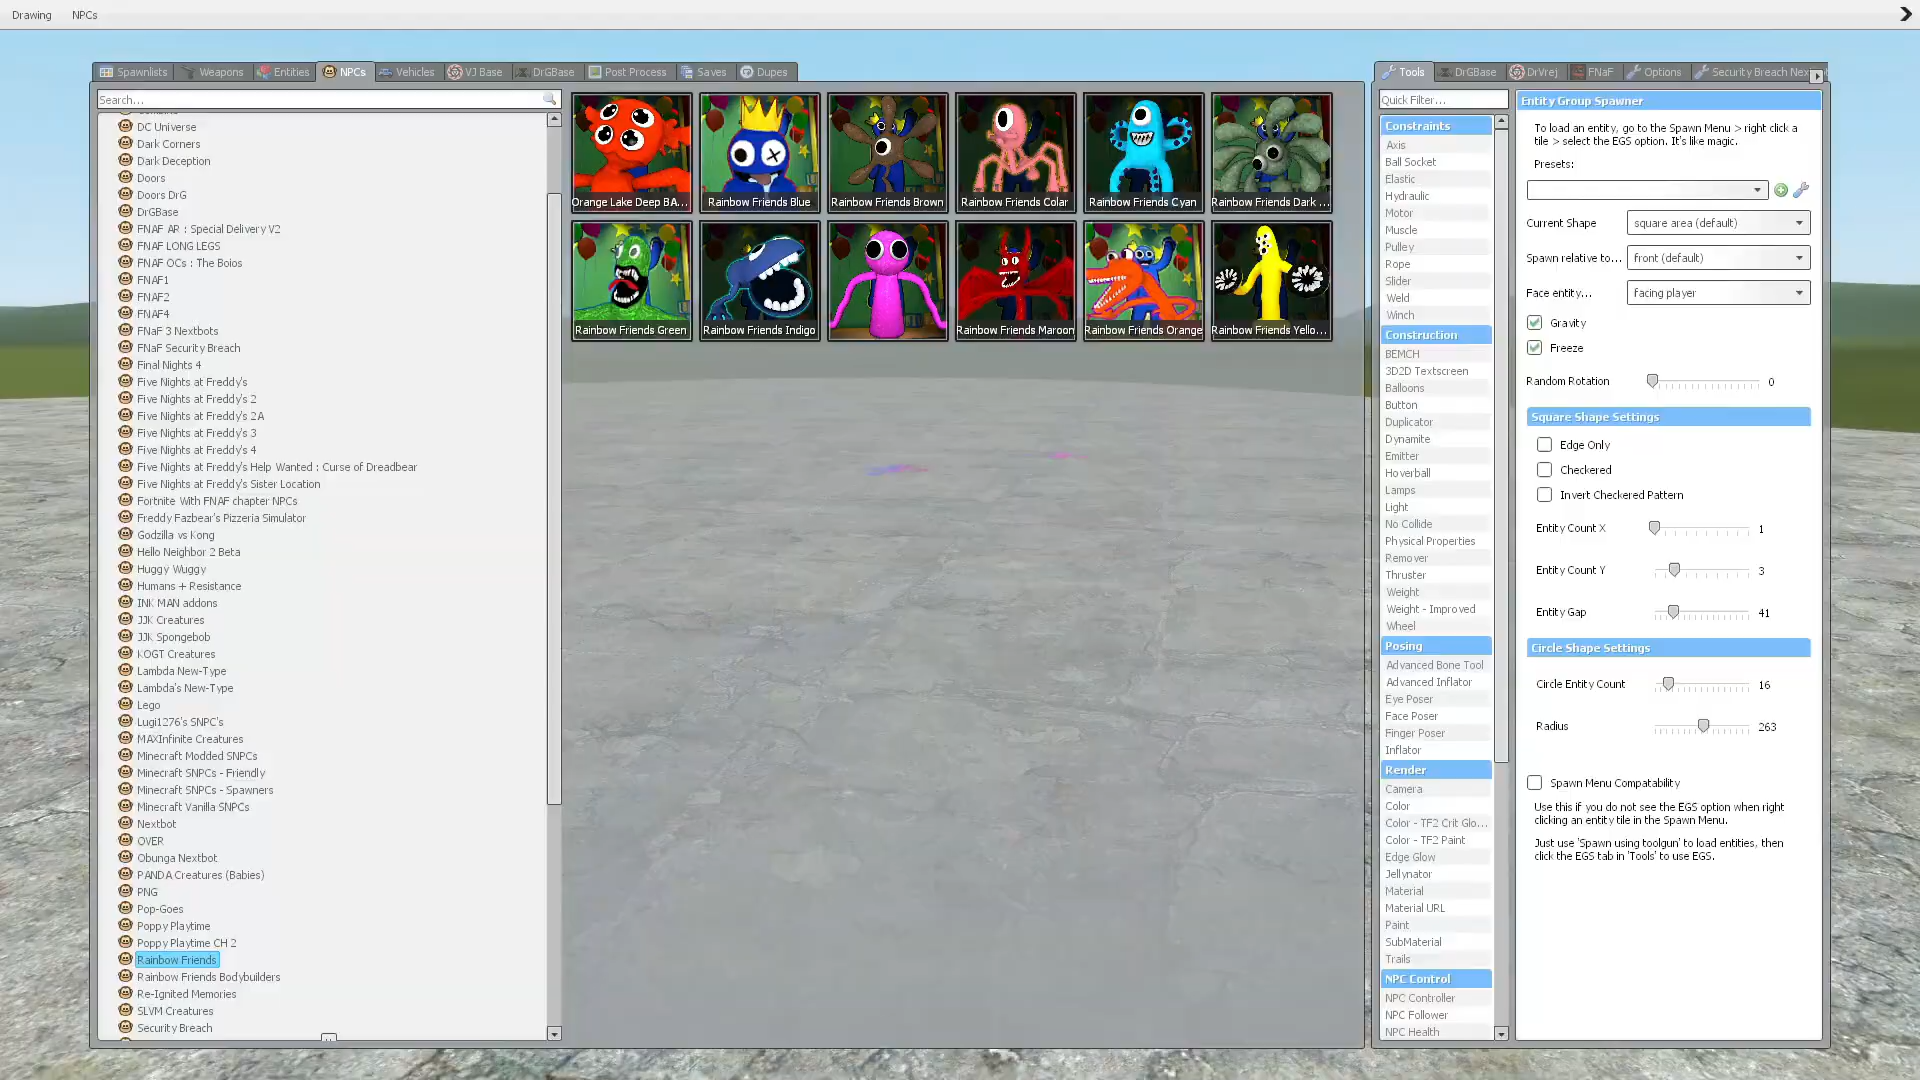 Drawing
NPCs
Spawnlists
Weapons
Entities
NPCs
Vehicles
VJ Base
DrGBase
Post Process
Saves
Dupes
Search...
DC Universe
Dark Corners
Dark Deception
Doors
Doors DrG
DrGBase
FNAF AR : Special Delivery V2
FNAF LONG LEGS
FNAF OCs : The Boios
FNAF1
FNAF2
FNAF4
FNaF 3 Nextbots
FNaF Security Breach
Final Nights 4
Five Nights at Freddy's
Five Nights at Freddy's 2
Five Nights at Freddy's 2A
Five Nights at Freddy's 3
Five Nights at Freddy's 4
Five Nights at Freddy's Help Wanted : Curse of Dreadbear
Five Nights at Freddy's Sister Location
Fortnite With FNAF chapter NPCs
Freddy Fazbear's Pizzeria Simulator
Godzilla vs Kong
Hello Neighbor 2 Beta
Huggy Wuggy
Humans + Resistance
INK MAN addons
JJK Creatures
JJK Spongebob
KOGT Creatures
Lambda New-Type
Lambda's New-Type
Lego
Lugi1276's SNPC's
MAXInfinite Creatures
Minecraft Modded SNPCs
Minecraft SNPCs - Friendly
Minecraft SNPCs - Spawners
Minecraft Vanilla SNPCs
Nextbot
OVER
Obunga Nextbot
PANDA Creatures (Babies)
PNG
Pop-Goes
Poppy Playtime
Poppy Playtime CH 2
Rainbow Friends
Rainbow Friends Bodybuilders
Re-Ignited Memories
SLVM Creatures
Security Breach
Orange Lake Deep BA...
Rainbow Friends Blue
Rainbow Friends Brown
Rainbow Friends Colar
Rainbow Friends Cyan
Rainbow Friends Dark ...
Rainbow Friends Green
Rainbow Friends Indigo
Rainbow Friends Maroon
Rainbow Friends Orange
Rainbow Friends Yello...
Tools
DrGBase
DrVrej
FNaF
Options
Security Breach Nex
Quick Filter...
Constraints
Axis
Ball Socket
Elastic
Hydraulic
Motor
Muscle
Pulley
Rope
Slider
Weld
Winch
Construction
BEMCH
3D2D Textscreen
Balloons
Button
Duplicator
Dynamite
Emitter
Hoverball
Lamps
Light
No Collide
Physical Properties
Remover
Thruster
Weight
Weight - Improved
Wheel
Posing
Advanced Bone Tool
Advanced Inflator
Eye Poser
Face Poser
Finger Poser
Inflator
Render
Camera
Color
Color - TF2 Crit Glo...
Color - TF2 Paint
Edge Glow
Jellynator
Material
Material URL
Paint
SubMaterial
Trails
NPC Control
NPC Controller
NPC Follower
NPC Health
Entity Group Spawner
To load an entity, go to the Spawn Menu > right click a
tile > select the EGS option. It's like magic.
Presets:
Current Shape
square area (default)
Spawn relative to...
front (default)
Face entity...
facing player
Gravity
Freeze
Random Rotation
0
Square Shape Settings
Edge Only
Checkered
Invert Checkered Pattern
Entity Count X
1
Entity Count Y
3
Entity Gap
41
Circle Shape Settings
Circle Entity Count
16
Radius
263
Spawn Menu Compatability
Use this if you do not see the EGS option when right
clicking an entity tile in the Spawn Menu.
Just use 'Spawn using toolgun' to load entities, then
click the EGS tab in 'Tools' to use EGS.